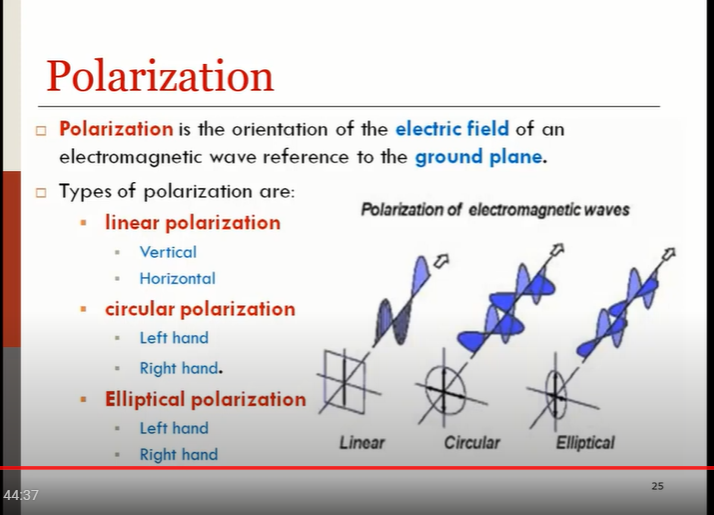 Polarization
Polarization is the orientation of the electric field of an
electromagnetic wave reference to the ground plane.
Types of polarization are:
linear polarization
Vertical
Horizontal
circular polarization
Left hand
Right hand.
Elliptical polarization
Left hand
Right hand
Polarization of electromagnetic waves
Linear
Circular
Elliptical
25
44:37